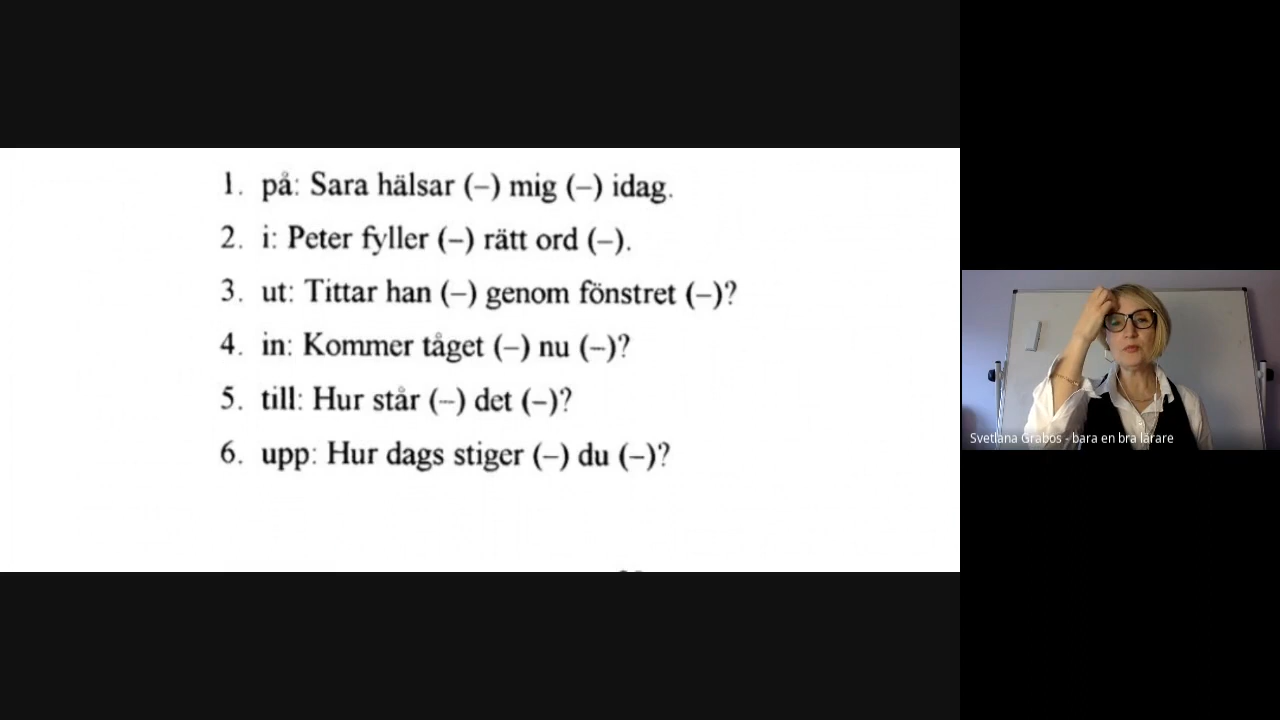 1. på: Sara hälsar (–) mig (–) idag.
2. i: Peter fyller (–) rätt ord (–).
3. ut: Tittar han (–) genom fönstret (–)?
4. in: Kommer tåget (–) nu (–)?
5. till: Hur står (–) det (–)?
6. upp: Hur dags stiger (–) du (–)?
Svetlana Grabos - bara en bra lärare